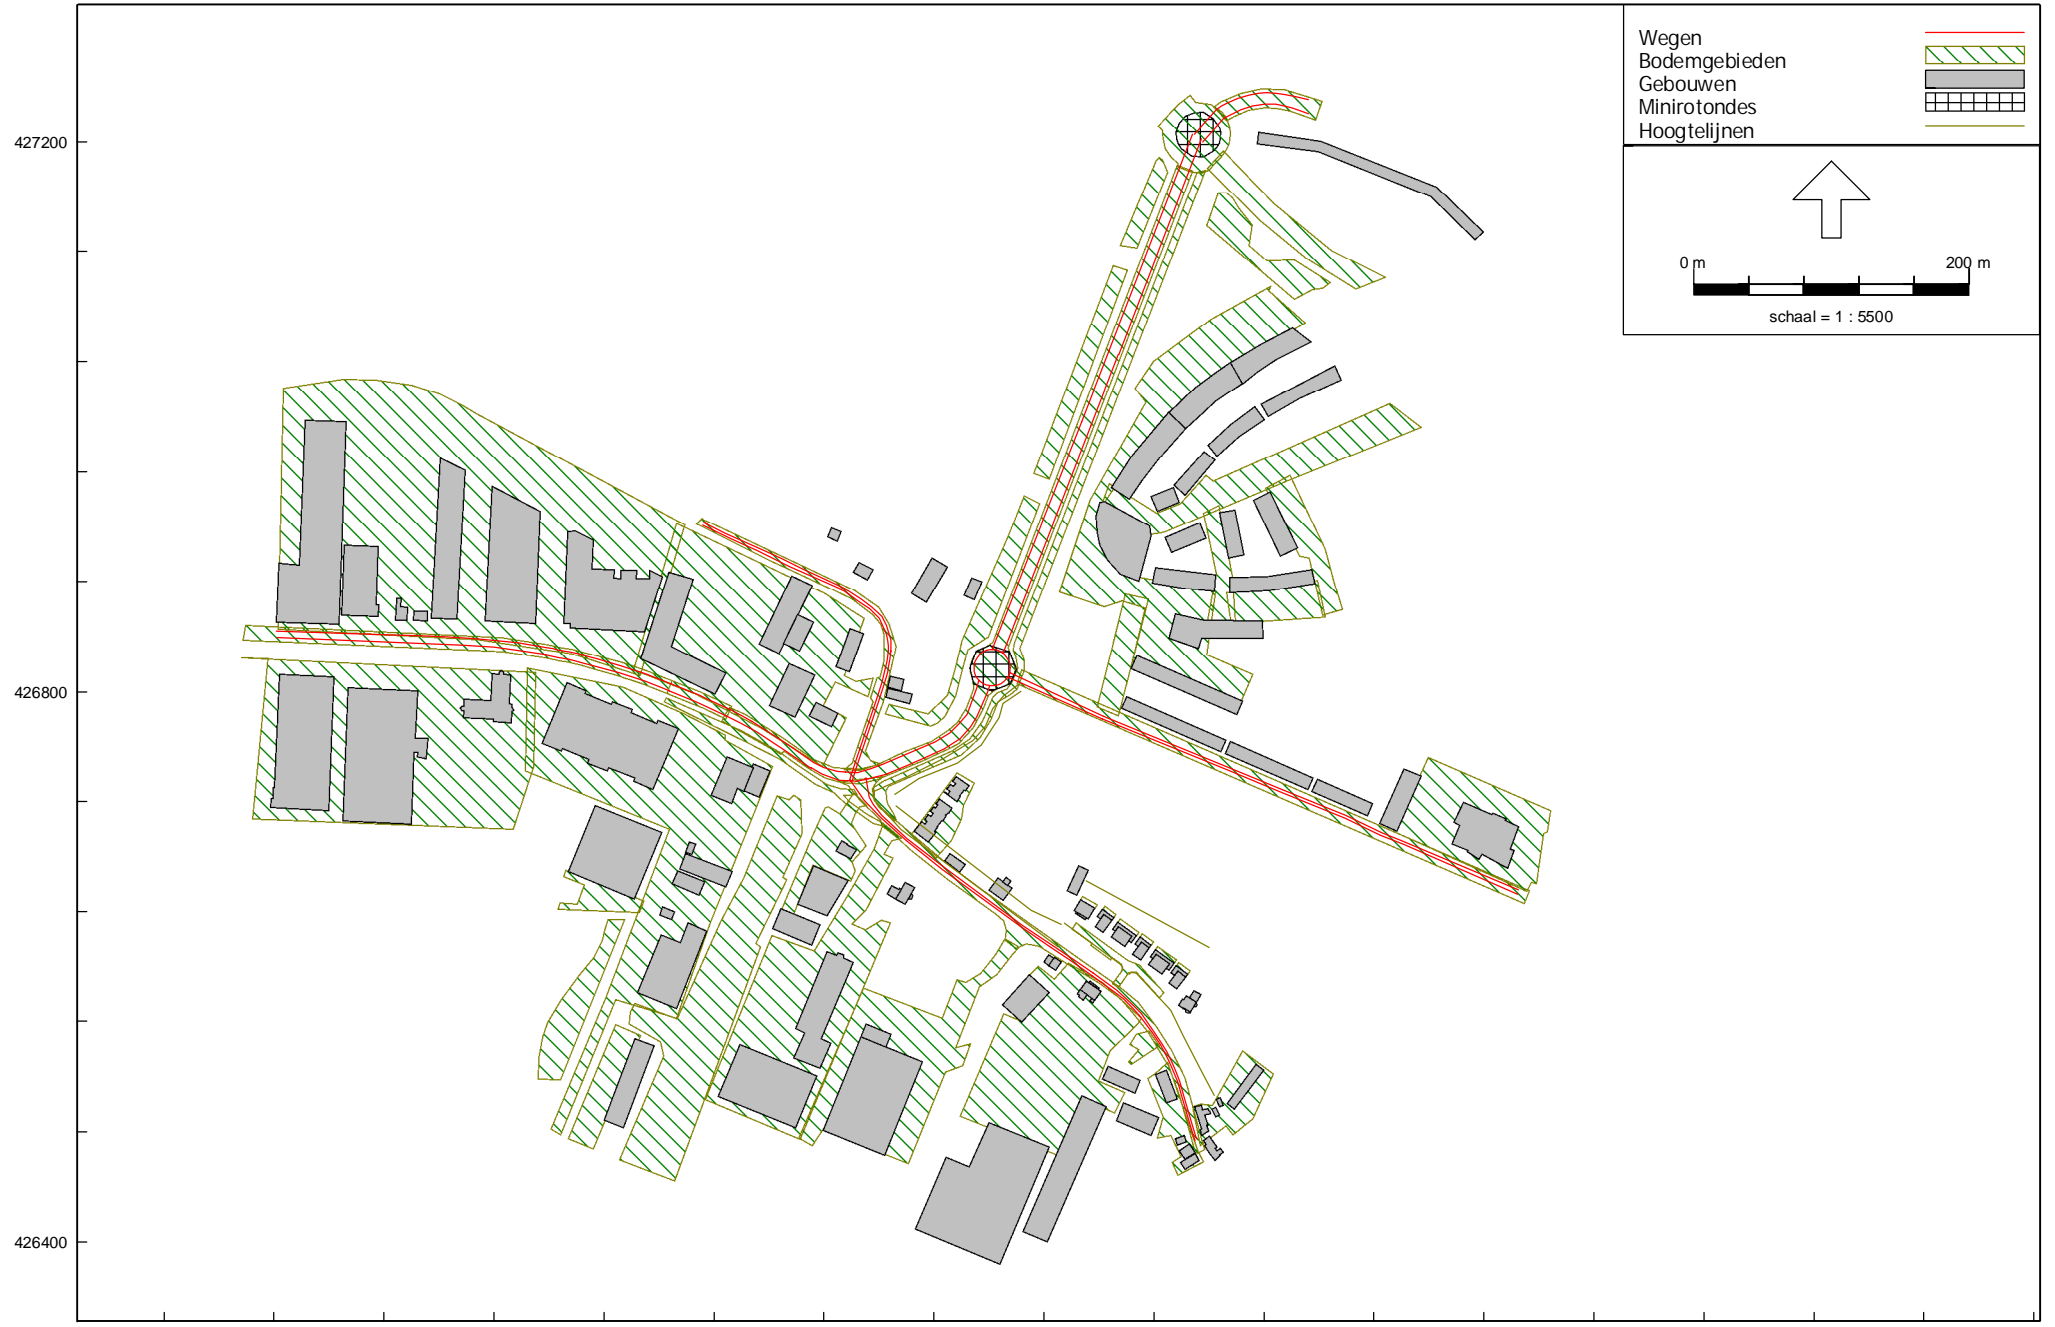 Wegen
Bodemgebieden
Gebouwen
Minirotondes
Hoogtelijnen
427200
0 m 200 m
schaal = 1 : 5500
426800
426400